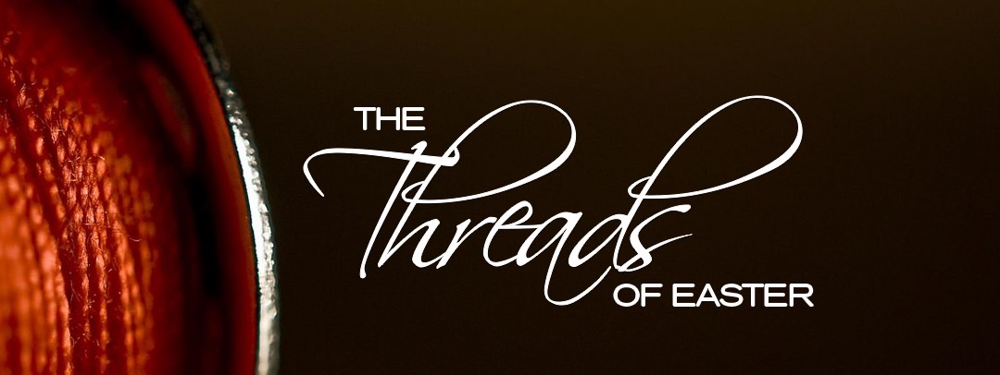 THE
Threads
OF EASTER